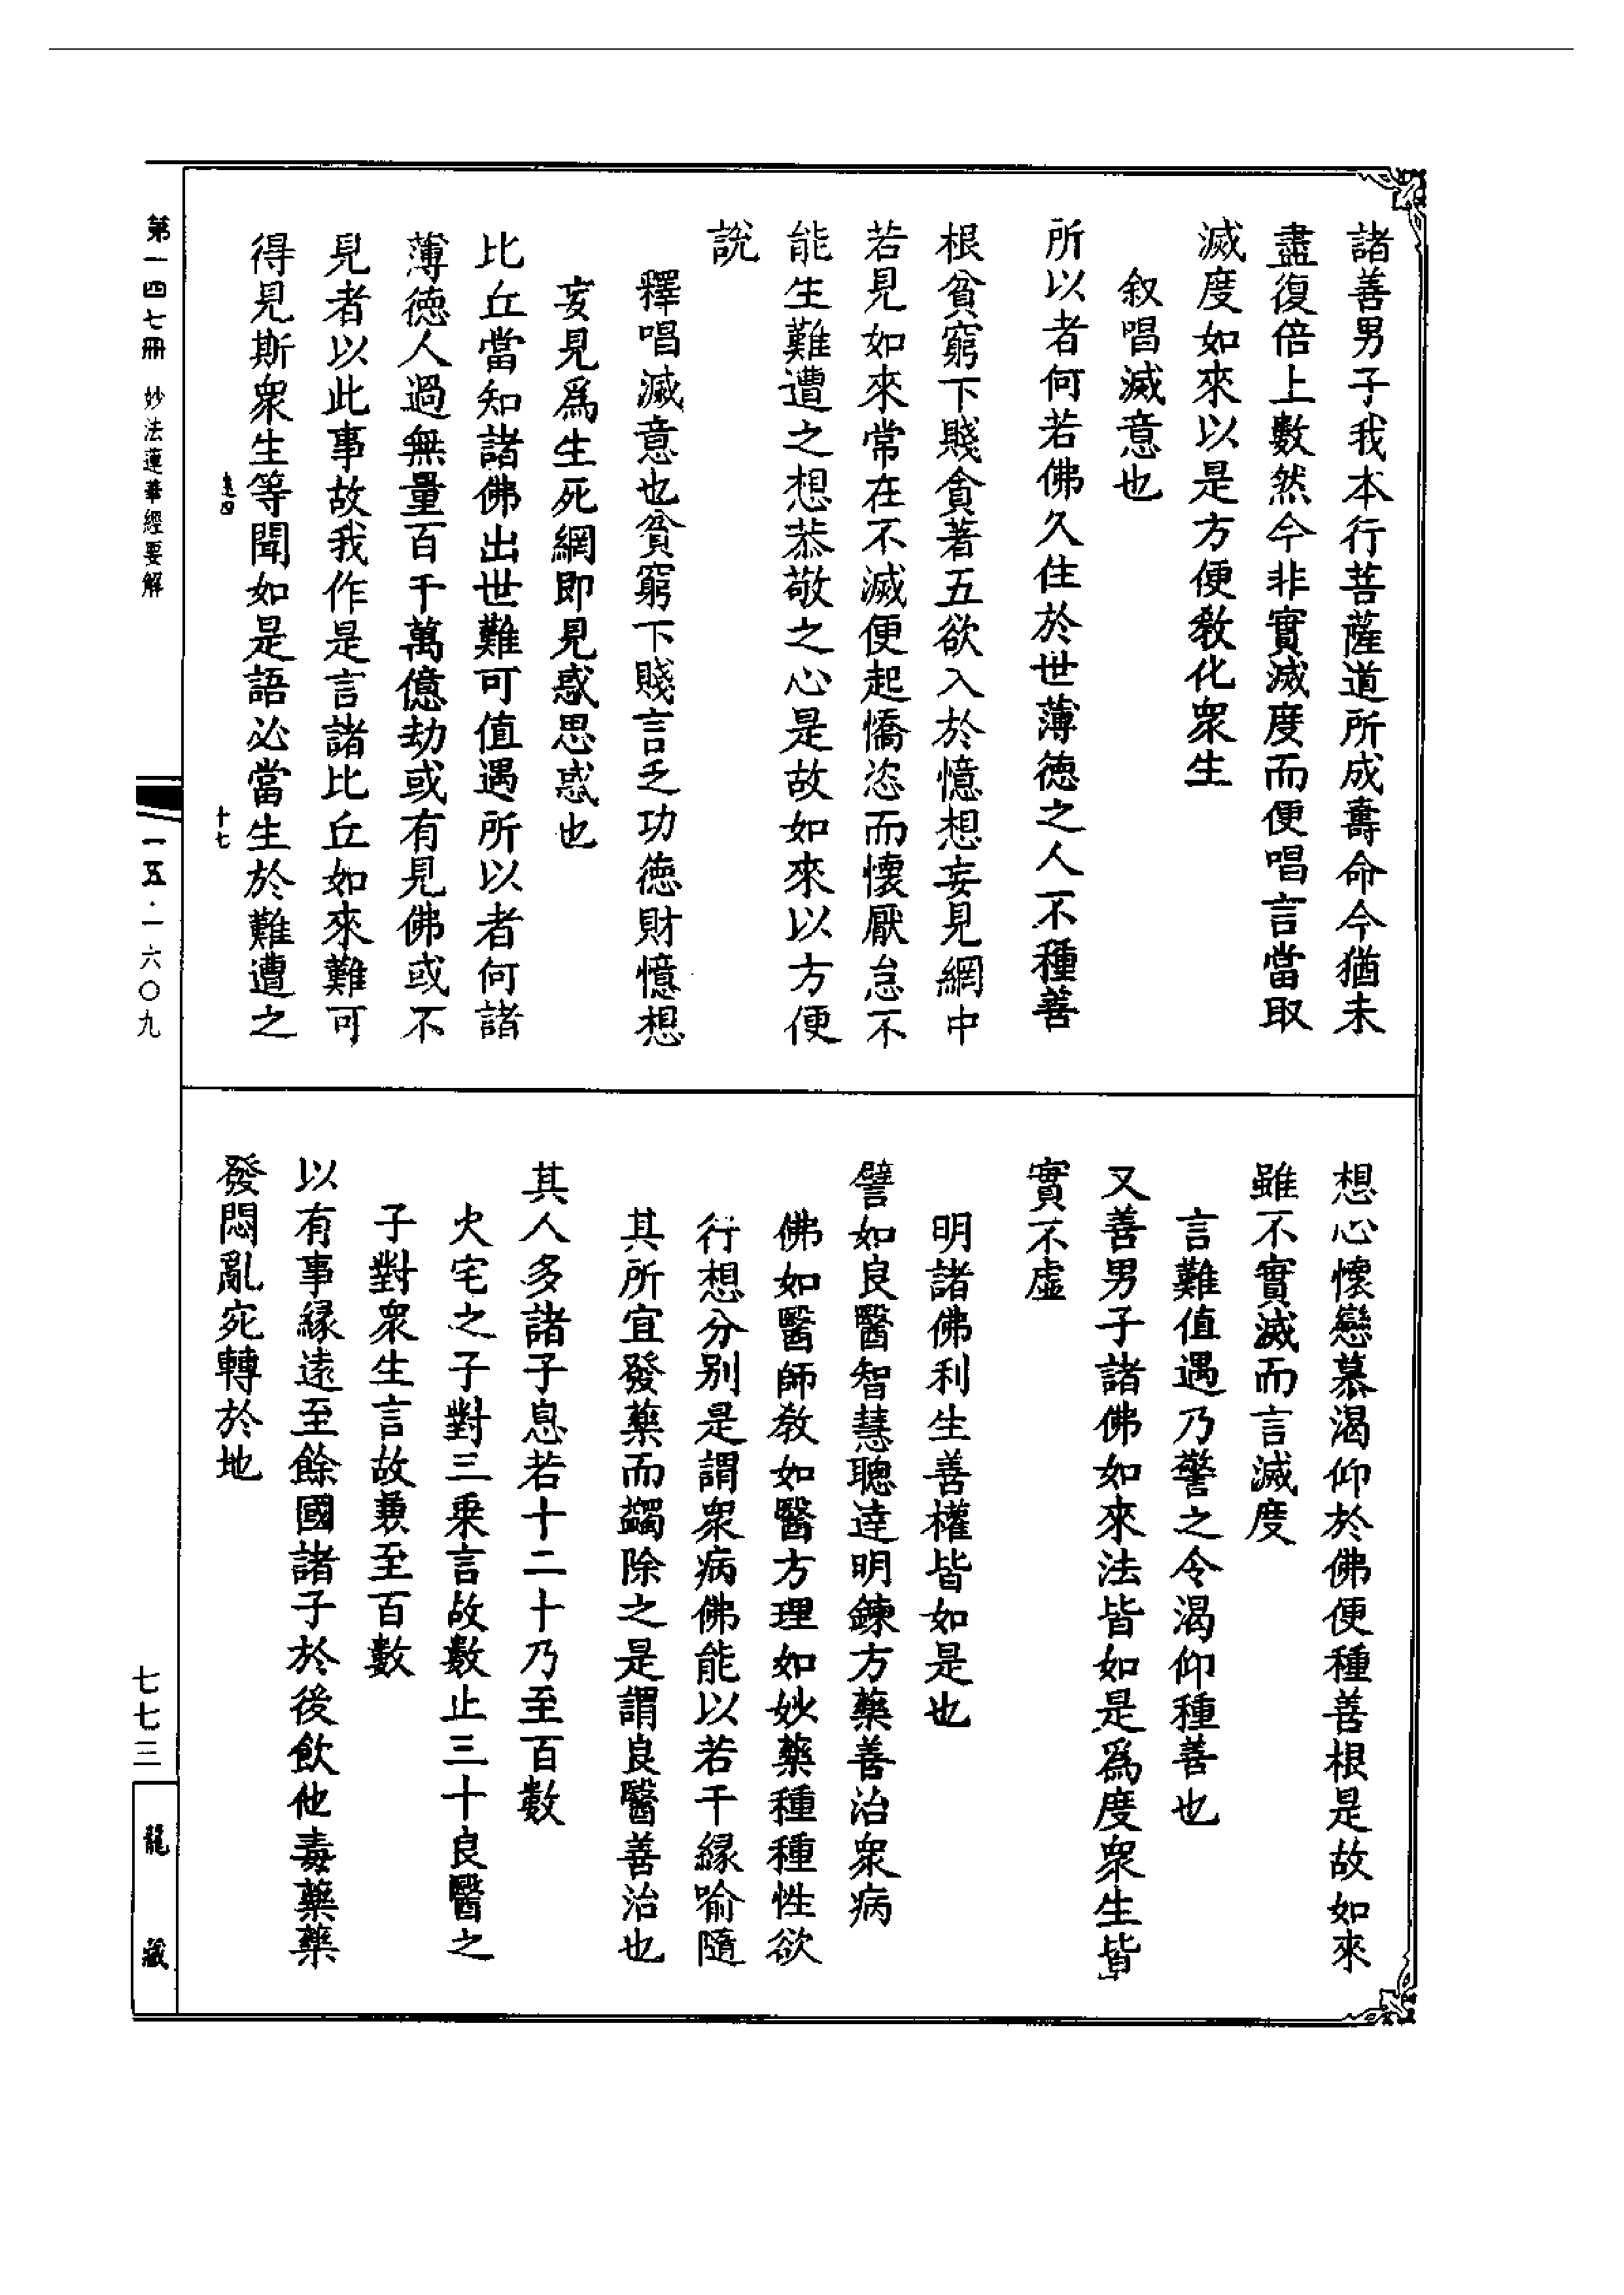 諸善男子我本行菩薩道所成壽命今猶未
盡復倍上數然今非實滅度而便唱言當取
滅度如來以是方便敎化衆生
叙唱滅意也
所以者何若佛久住於世薄德之人不種善
根貧窮下賤貪著五欲入於憶想妄見網中
若見如來常在不滅便起憍恣而懷厭怠不
能生難遭之想恭敬之心是故如來以方便
說
釋唱滅意也貧窮下賤言乏功德財憶想
妄見爲生死網即見惑思惑也
比丘當知諸佛出世難可值遇所以者何諸
薄德人過無量百千萬億劫或有見佛或不
見者以此事故我作是言諸比丘如來難可
得見斯衆生等聞如是語必當生於難遭之
十七
想心懷戀慕渴仰於佛便種善根是故如來
雖不實滅而言滅度
言難值遇乃警之令渴仰種善也
又善男子諸佛如來法皆如是爲度衆生皆
實不虛
明諸佛利生善權皆如是也
譬如良醫智慧聰達明鍊方藥善治衆病
佛如醫師敎如醫方理如妙藥種種性欲
行想分别是謂衆病佛能以若干緣喻隨
其所宜發藥而蠲除之是謂良醫善治也
其人多諸子息若十二十乃至百數
火宅之子對三乘言故數止三十良醫之
子對衆生言故兼至百數
以有事緣遠至餘國諸子於後飲他毒藥藥
發悶亂宛轉於地
第一四七冊 妙法蓮華經要解
一五·一六〇九
七七三
龍藏